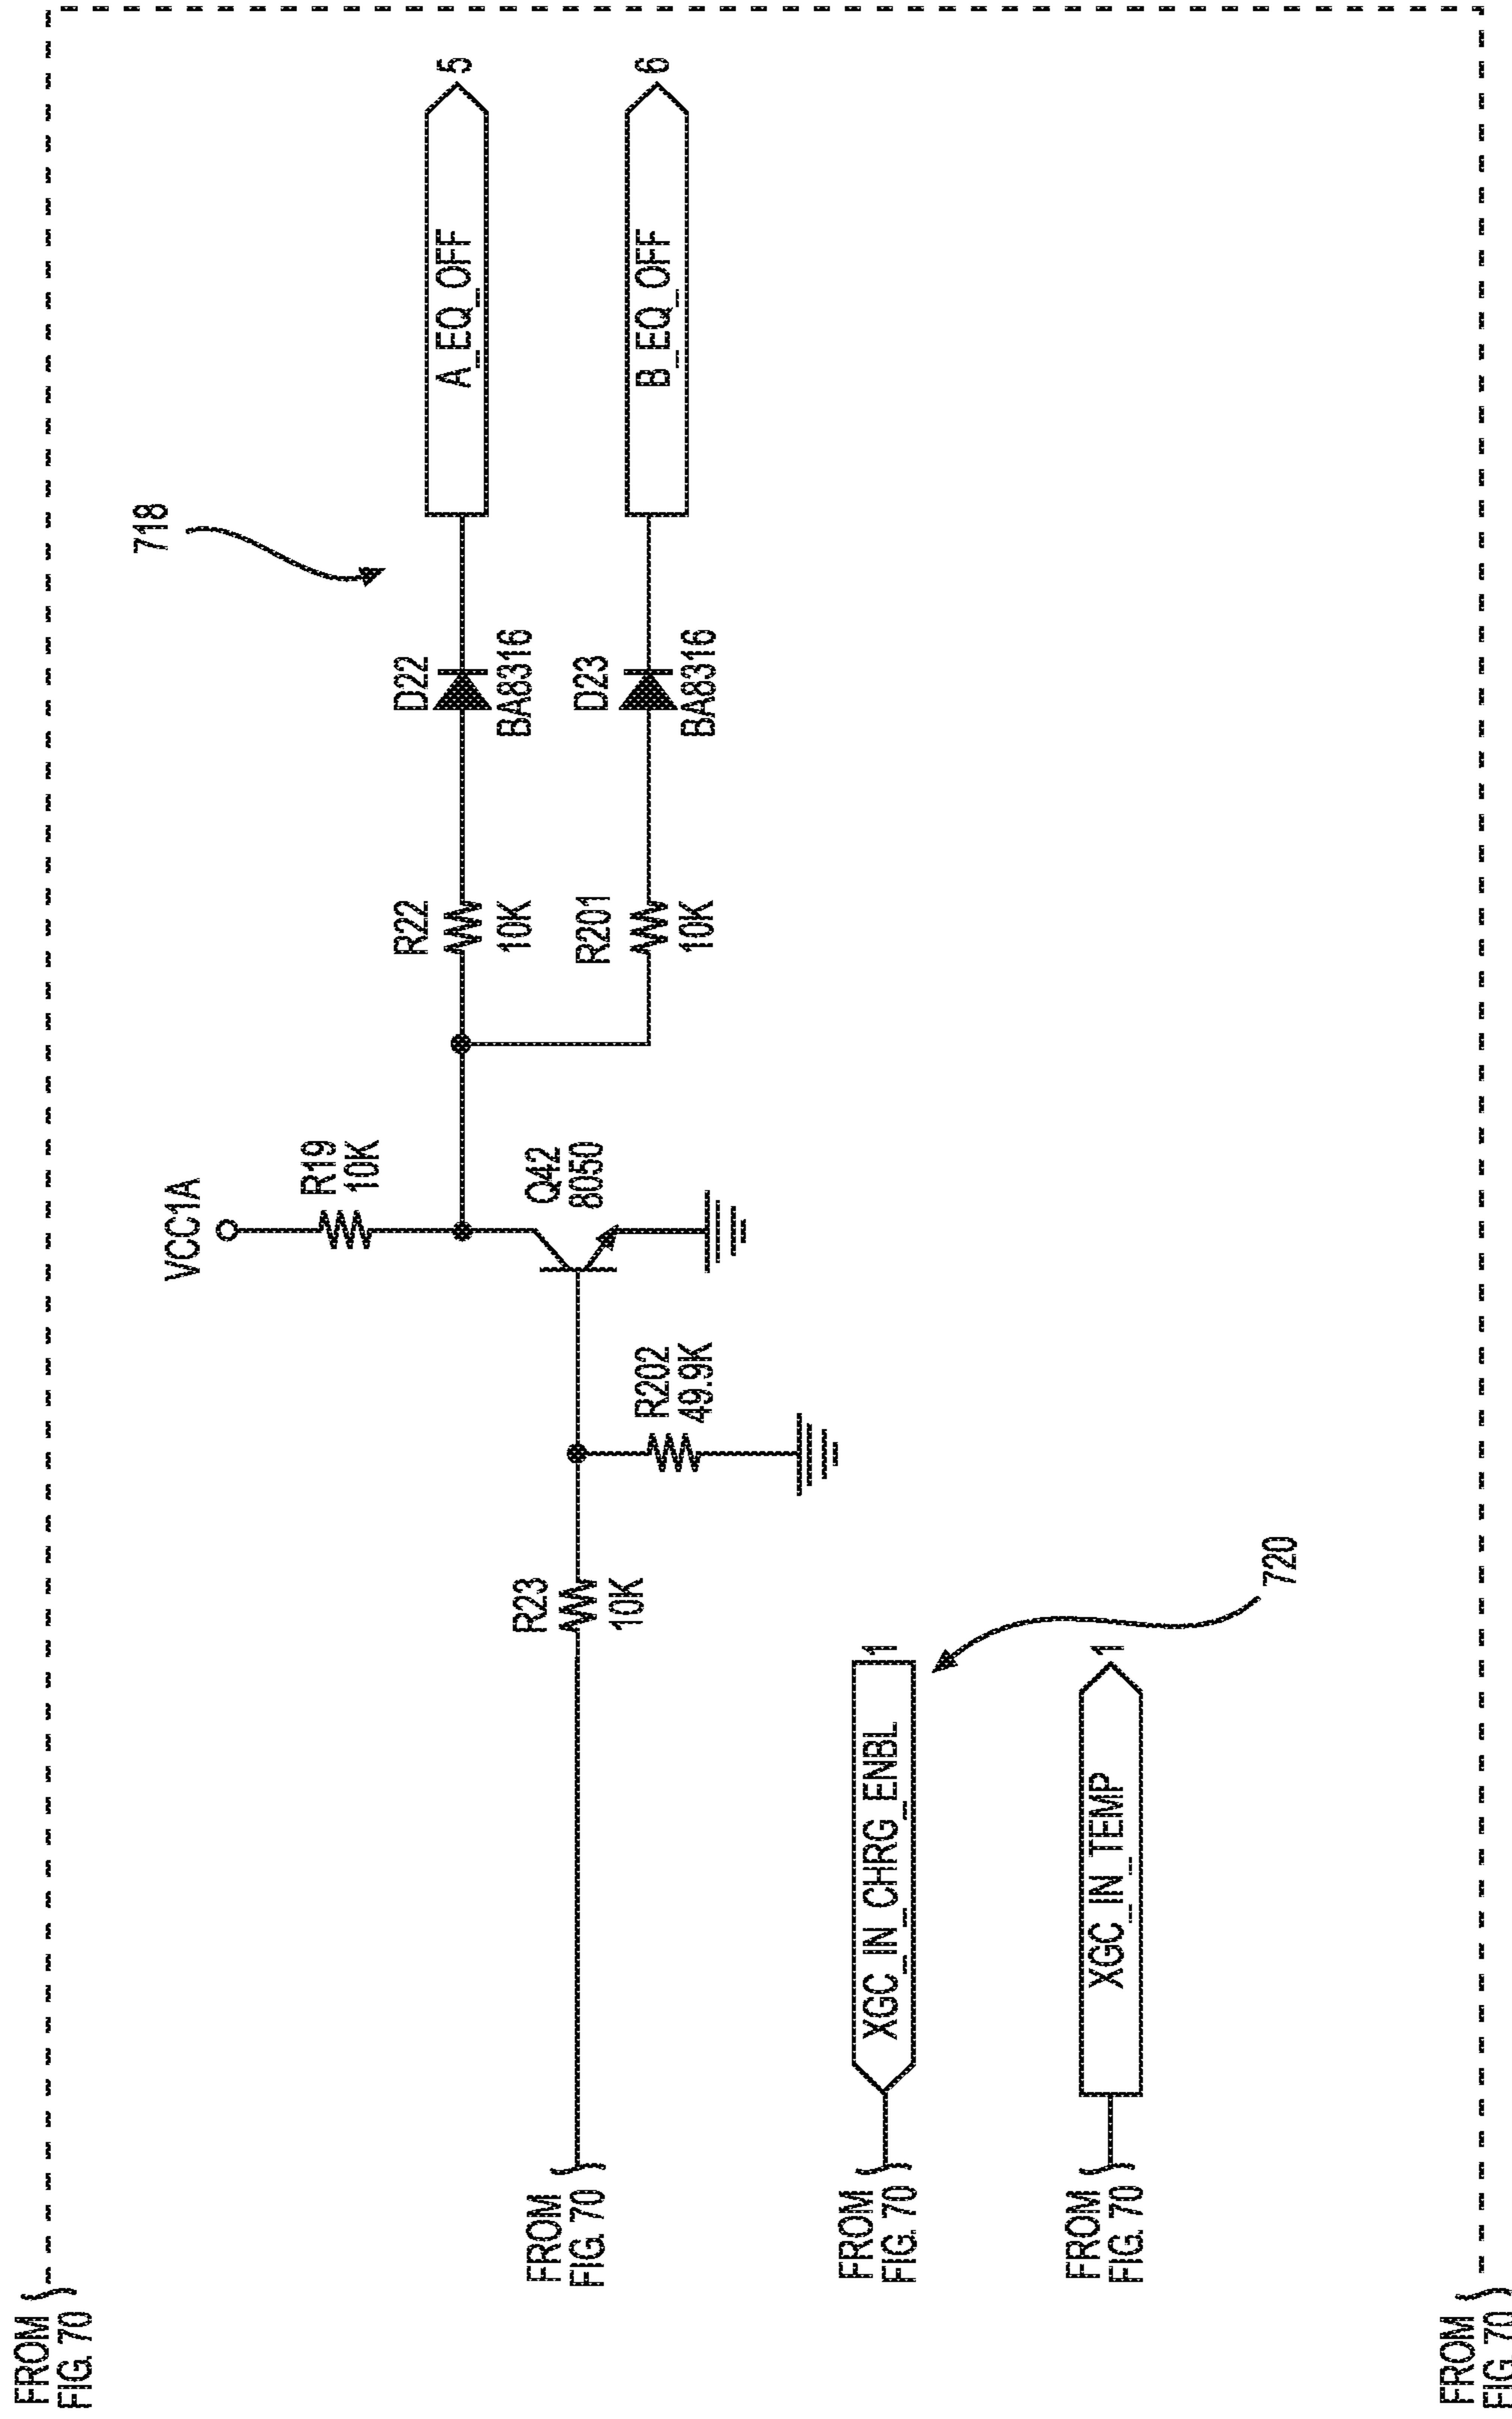 718
A_EQ_OFF 5
D22
BA8316
R22
10K
VCC1A
R19
10K
B_EQ_OFF 6
D23
BA8316
R201
10K
Q42
8050
R202
49.9K
R23
10K
FROM
FIG. 70
XGC_IN_CHRG_ENBL 1
720
FROM
FIG. 70
XGC_IN_TEMP 1
FROM
FIG. 70
FROM
FIG. 70
FROM
FIG. 70